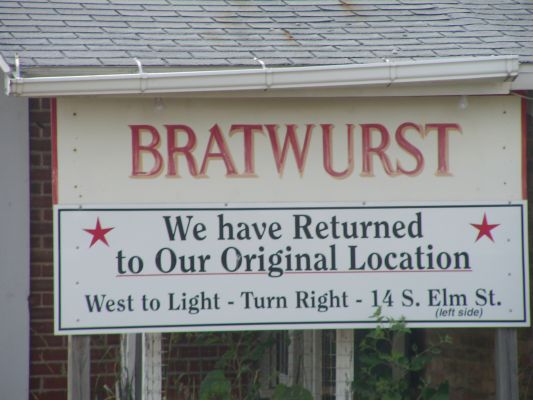 BRATWURST
We have Returned
to Our Original Location
West to Light - Turn Right - 14 S. Elm St.
(left side)